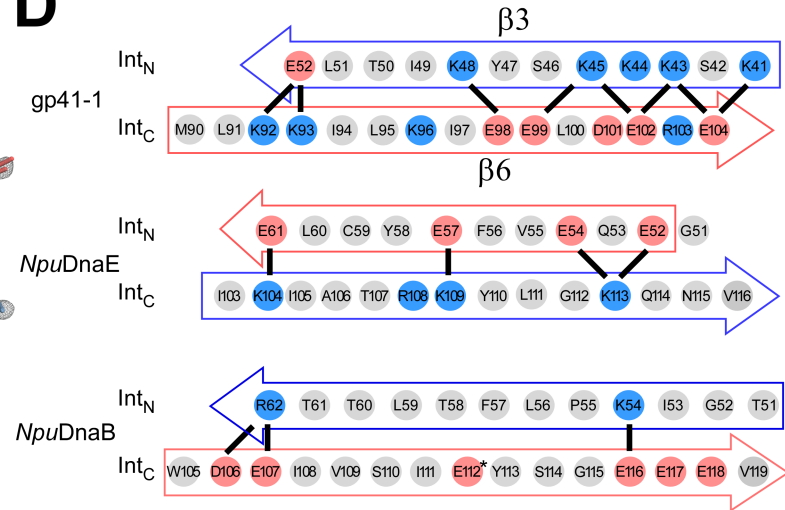 D
β3
IntN E52 L51 T50 I49 K48 Y47 S46 K45 K44 K43 S42 K41
gp41-1
IntC M90 L91 K92 K93 I94 L95 K96 I97 E98 E99 L100 D101 E102 R103 E104
β6
IntN E61 L60 C59 Y58 E57 F56 V55 E54 Q53 E52 G51
NpuDnaE
IntC I103 K104 I105 A106 T107 R108 K109 Y110 L111 G112 K113 Q114 N115 V116
IntN R62 T61 T60 L59 T58 F57 L56 P55 K54 I53 G52 T51
NpuDnaB
IntC W105 D106 E107 I108 V109 S110 I111 E112* Y113 S114 G115 E116 E117 E118 V119